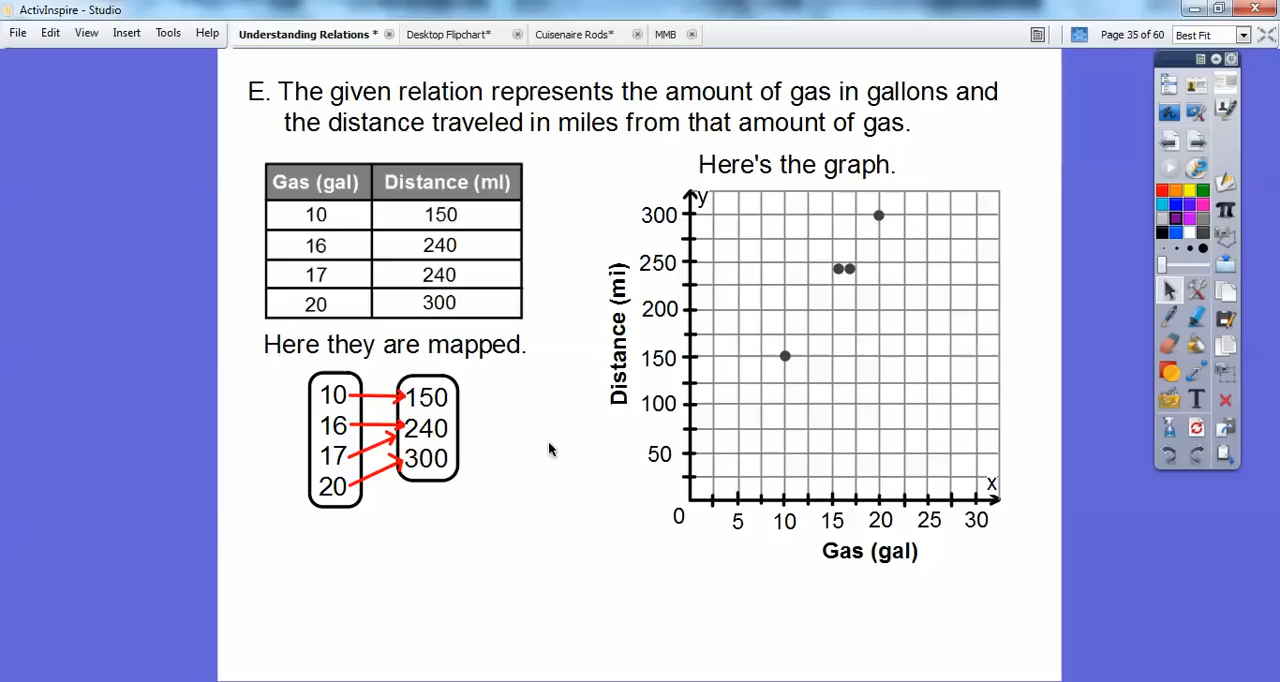 ActivInspire - Studio
File Edit View Insert Tools Help
Understanding Relations * Desktop Flipchart* Cuisenaire Rods* MMB
Page 35 of 60 Best Fit
E. The given relation represents the amount of gas in gallons and
the distance traveled in miles from that amount of gas.
Gas (gal) Distance (ml)
10 150
16 240
17 240
20 300
Here they are mapped.
10 150
16 240
17 300
20
Here's the graph.
y
300
250
200
150
100
50
0
5 10 15 20 25 30
x
Distance (mi)
Gas (gal)